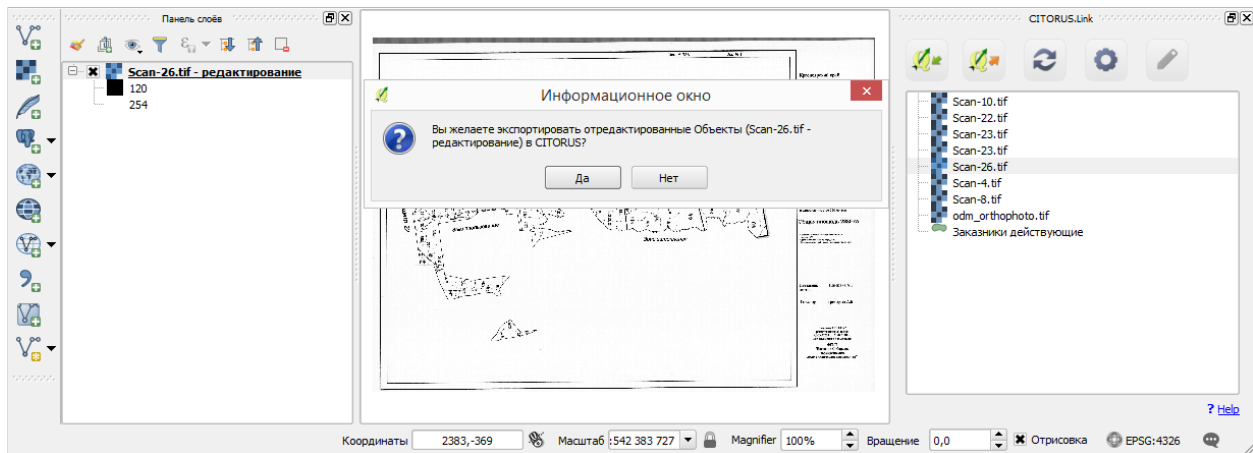 Панель слоёв
Scan-26.tif - редактирование
120
254
Информационное окно
Вы желаете экспортировать отредактированные Объекты (Scan-26.tif -
редактирование) в CITORUS?
Да
Нет
Зона заполнения
CITORUS.Link
Scan-10.tif
Scan-22.tif
Scan-23.tif
Scan-23.tif
Scan-26.tif
Scan-4.tif
Scan-8.tif
odm_orthophoto.tif
Заказники действующие
? Help
Координаты 2383,-369 Масштаб :542 383 727 Magnifier 100% Вращение 0,0 Отрисовка EPSG:4326